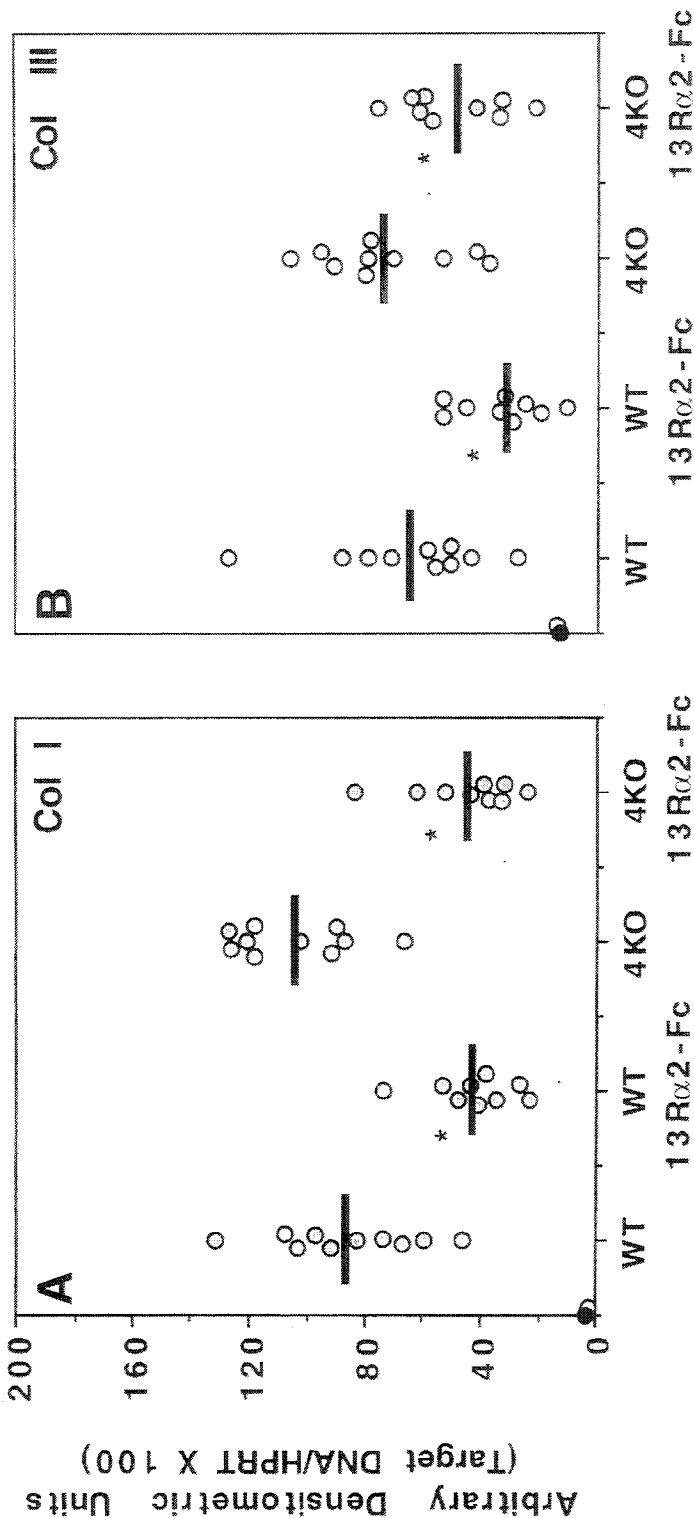 Arbitrary Densitometric Units
(Target DNA/HPRT X 100)
200
160
120
80
40
0
A
Col I
*
*
WT
WT
4KO
4KO
13Rα2-Fc
13Rα2-Fc
B
Col III
*
*
WT
WT
4KO
4KO
13Rα2-Fc
13Rα2-Fc